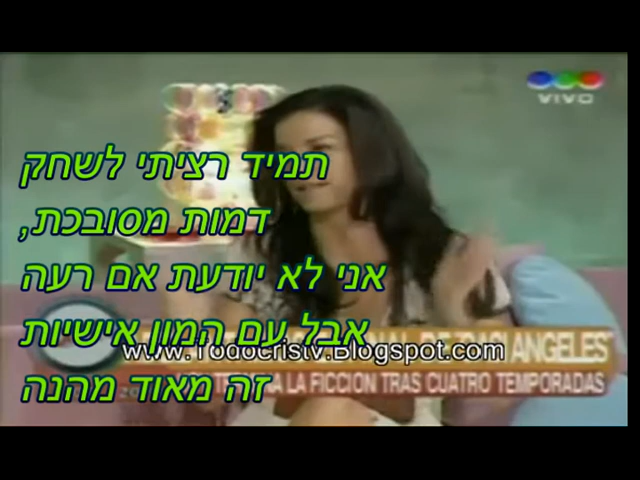 VIVO
תמיד רציתי לשחק
דמות מסובכת,
אני לא יודעת אם רעה
אבל עם המון אישיות
זה מאוד מהנה
DE ANGELES"
www.Todocristv.Blogspot.com
LA FICCION TRAS CUATRO TEMPORADAS